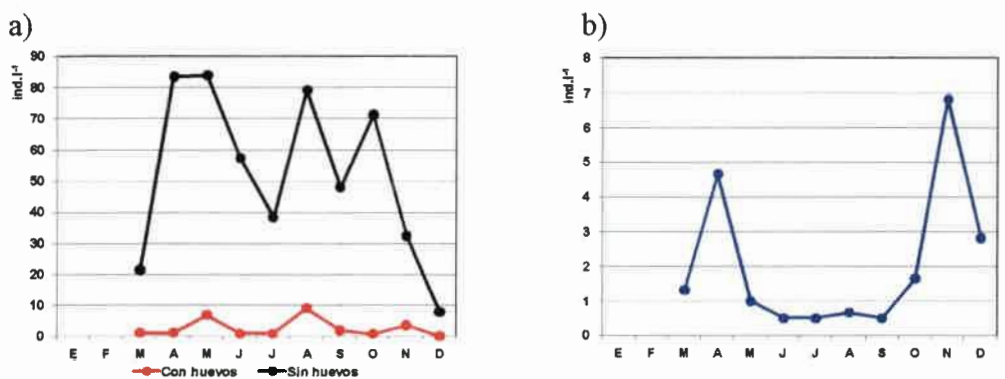 a)
ind.l⁻¹
90
80
70
60
50
40
30
20
10
0
E F M A M J J A S O N D
Con huevos Sin huevos
b)
ind.l⁻¹
8
7
6
5
4
3
2
1
0
E F M A M J J A S O N D